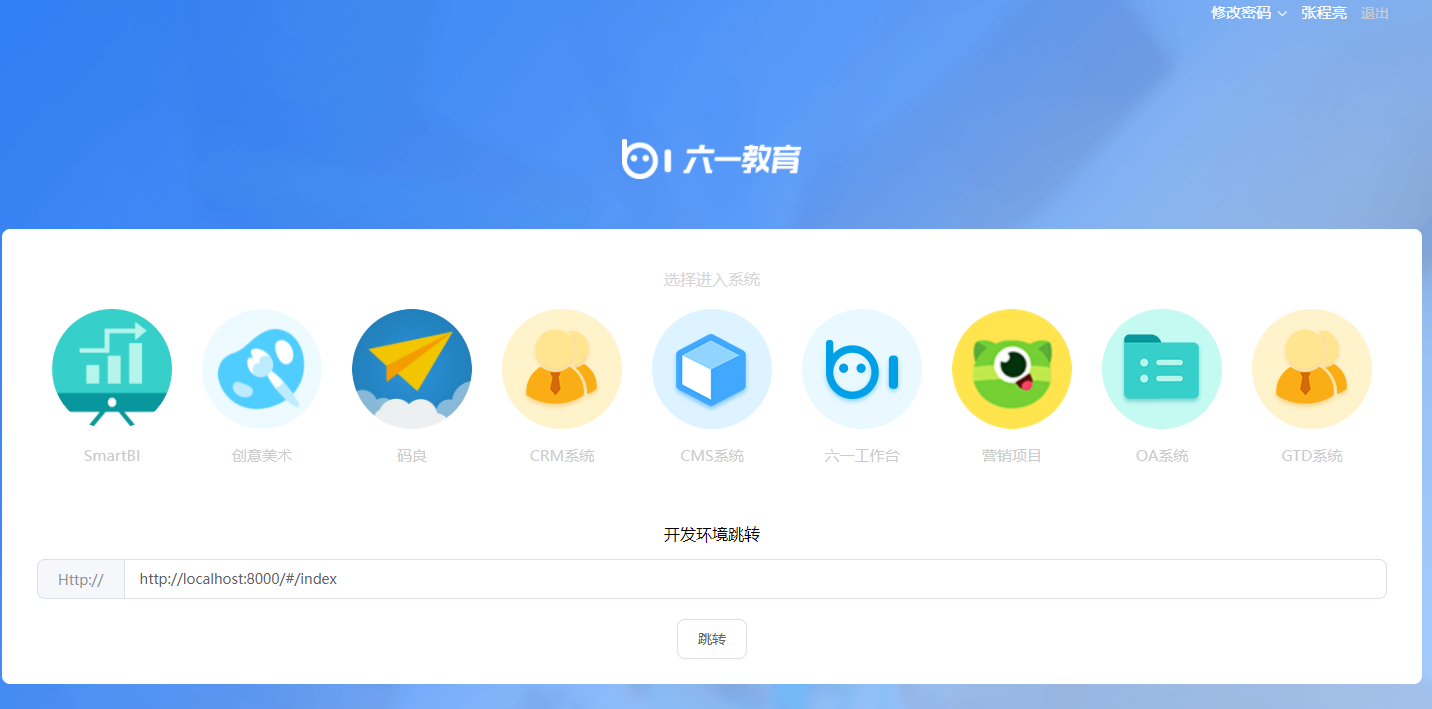 修改密码 张程亮 退出
六一教育
选择进入系统
SmartBI 创意美术 码良 CRM系统 CMS系统 六一工作台 营销项目 OA系统 GTD系统
开发环境跳转
Http:// http://localhost:8000/#/index
跳转